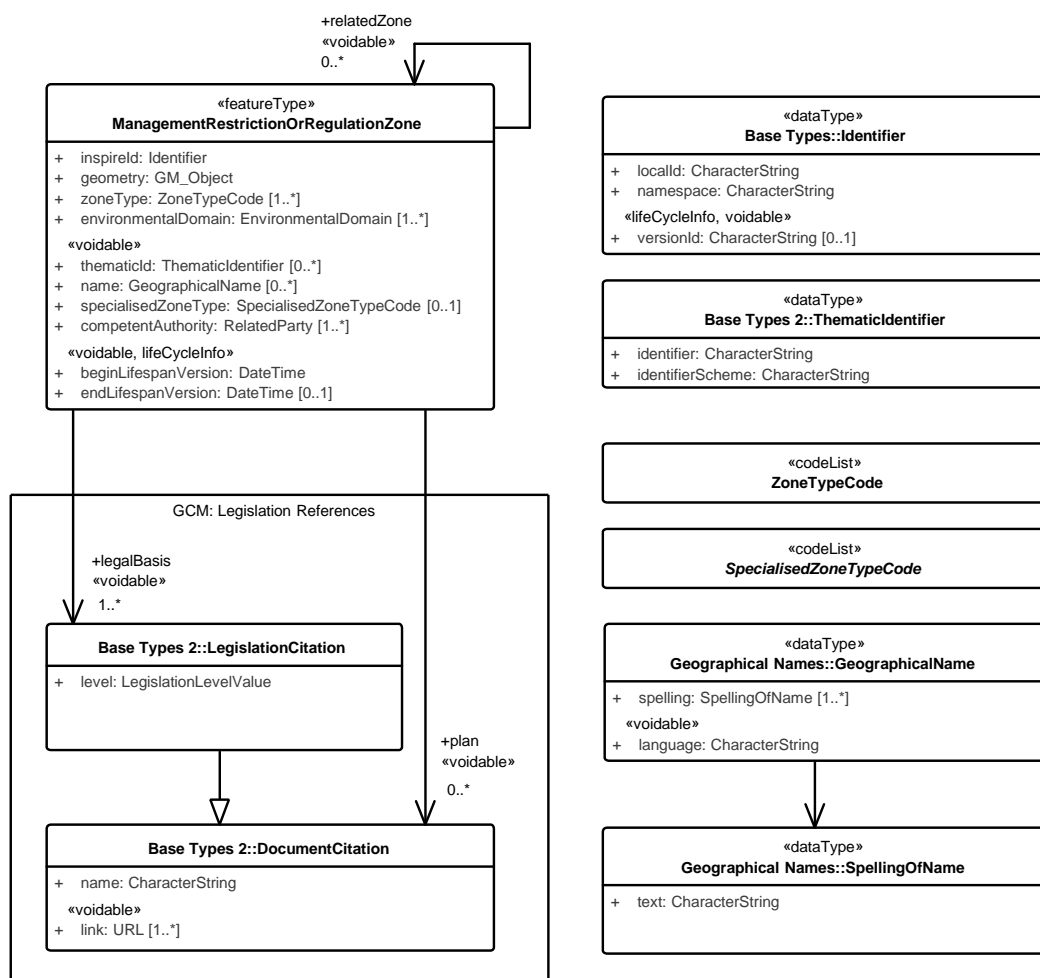 +relatedZone
«voidable»
0..*
«featureType»
ManagementRestrictionOrRegulationZone
+ inspireId: Identifier
+ geometry: GM_Object
+ zoneType: ZoneTypeCode [1..*]
+ environmentalDomain: EnvironmentalDomain [1..*]
«voidable»
+ thematicId: ThematicIdentifier [0..*]
+ name: GeographicalName [0..*]
+ specialisedZoneType: SpecialisedZoneTypeCode [0..1]
+ competentAuthority: RelatedParty [1..*]
«voidable, lifeCycleInfo»
+ beginLifespanVersion: DateTime
+ endLifespanVersion: DateTime [0..1]
GCM: Legislation References
+legalBasis
«voidable»
1..*
Base Types 2::LegislationCitation
+ level: LegislationLevelValue
+plan
«voidable»
0..*
Base Types 2::DocumentCitation
+ name: CharacterString
«voidable»
+ link: URL [1..*]
«dataType»
Base Types::Identifier
+ localId: CharacterString
+ namespace: CharacterString
«lifeCycleInfo, voidable»
+ versionId: CharacterString [0..1]
«dataType»
Base Types 2::ThematicIdentifier
+ identifier: CharacterString
+ identifierScheme: CharacterString
«codeList»
ZoneTypeCode
«codeList»
SpecialisedZoneTypeCode
«dataType»
Geographical Names::GeographicalName
+ spelling: SpellingOfName [1..*]
«voidable»
+ language: CharacterString
«dataType»
Geographical Names::SpellingOfName
+ text: CharacterString